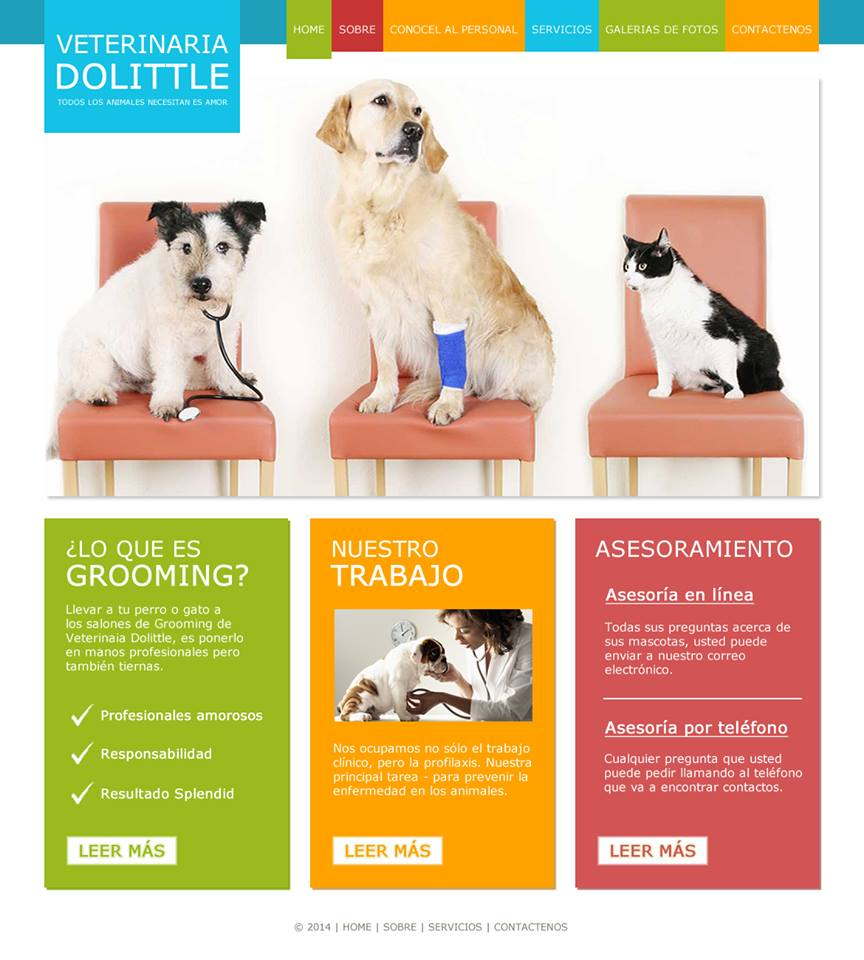 VETERINARIA
DOLITTLE
TODOS LOS ANIMALES NECESITAN ES AMOR
HOME
SOBRE
CONOCEL AL PERSONAL
SERVICIOS
GALERIAS DE FOTOS
CONTACTENOS
¿LO QUE ES
GROOMING?
Llevar a tu perro o gato a
los salones de Grooming de
Veterinaia Dolittle, es ponerlo
en manos profesionales pero
también tiernas.
Profesionales amorosos
Responsabilidad
Resultado Splendid
LEER MÁS
NUESTRO
TRABAJO
Nos ocupamos no sólo el trabajo
clínico, pero la profilaxis. Nuestra
principal tarea - para prevenir la
enfermedad en los animales.
LEER MÁS
ASESORAMIENTO
Asesoría en línea
Todas sus preguntas acerca de
sus mascotas, usted puede
enviar a nuestro correo
electrónico.
Asesoría por teléfono
Cualquier pregunta que usted
puede pedir llamando al teléfono
que va a encontrar contactos.
LEER MÁS
© 2014 | HOME | SOBRE | SERVICIOS | CONTACTENOS